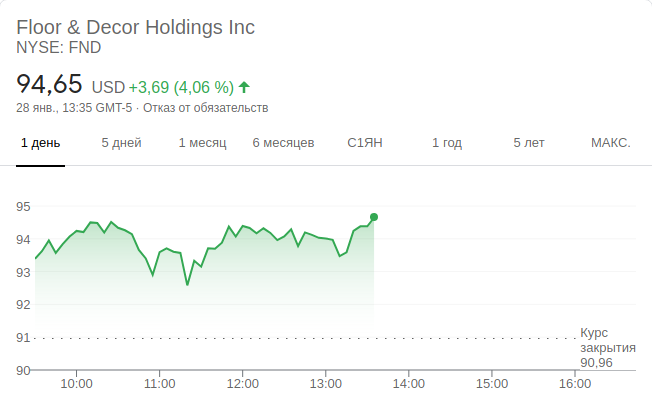 Floor & Decor Holdings Inc
NYSE: FND
94,65 USD +3,69 (4,06 %)
28 янв., 13:35 GMT-5 · Отказ от обязательств
1 день 5 дней 1 месяц 6 месяцев С1ЯН 1 год 5 лет МАКС.
95
94
93
92
91
Курс
закрытия
90,96
90
10:00 11:00 12:00 13:00 14:00 15:00 16:00